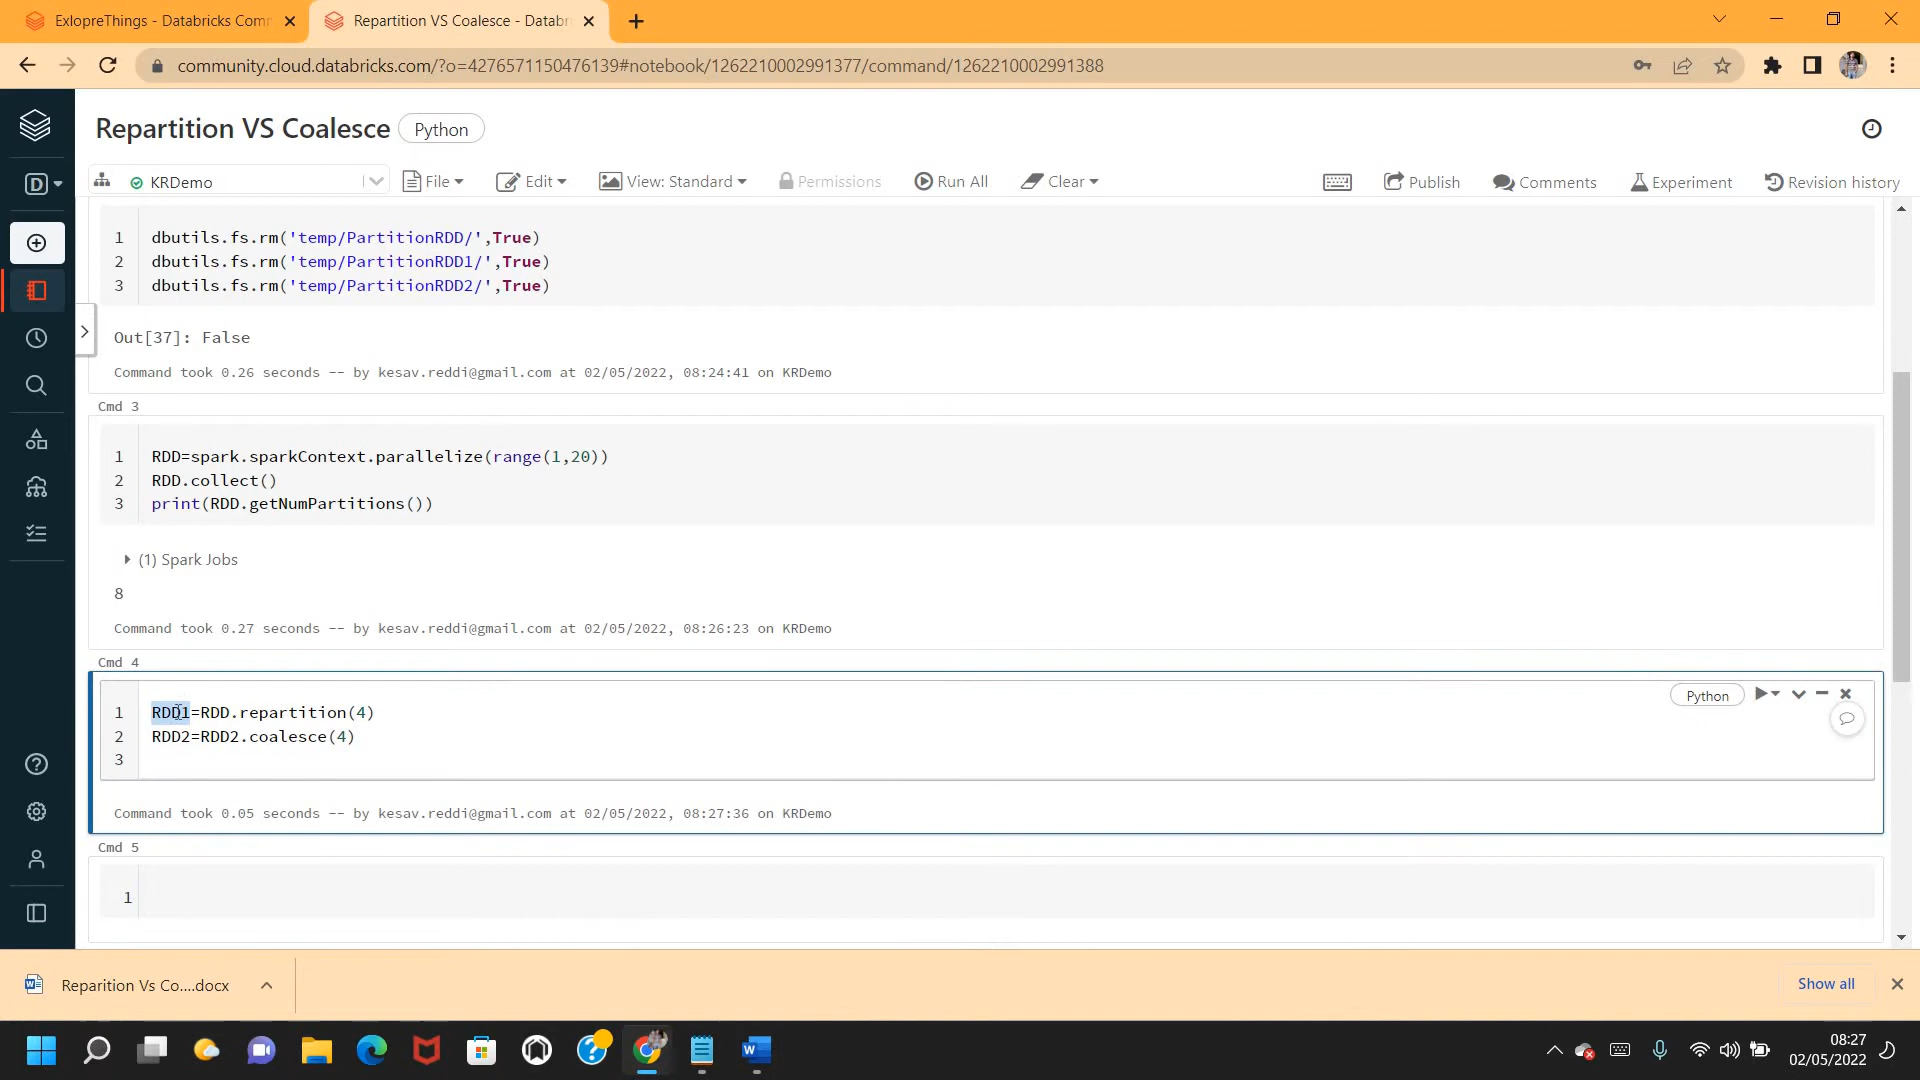 ExlopreThings - Databricks Comm
Repartition VS Coalesce - Databr
community.cloud.databricks.com/?o=4276571150476139#notebook/1262210002991377/command/1262210002991388
Repartition VS Coalesce Python
D
KRDemo File Edit View: Standard Permissions Run All Clear Publish Comments Experiment Revision history
1 dbutils.fs.rm('temp/PartitionRDD/',True)
2 dbutils.fs.rm('temp/PartitionRDD1/',True)
3 dbutils.fs.rm('temp/PartitionRDD2/',True)
Out[37]: False
Command took 0.26 seconds -- by kesav.reddi@gmail.com at 02/05/2022, 08:24:41 on KRDemo
Cmd 3
1 RDD=spark.sparkContext.parallelize(range(1,20))
2 RDD.collect()
3 print(RDD.getNumPartitions())
(1) Spark Jobs
8
Command took 0.27 seconds -- by kesav.reddi@gmail.com at 02/05/2022, 08:26:23 on KRDemo
Cmd 4
Python
1 RDD1=RDD.repartition(4)
2 RDD2=RDD2.coalesce(4)
3
Command took 0.05 seconds -- by kesav.reddi@gmail.com at 02/05/2022, 08:27:36 on KRDemo
Cmd 5
1
Reparition Vs Co....docx
Show all
08:27
02/05/2022